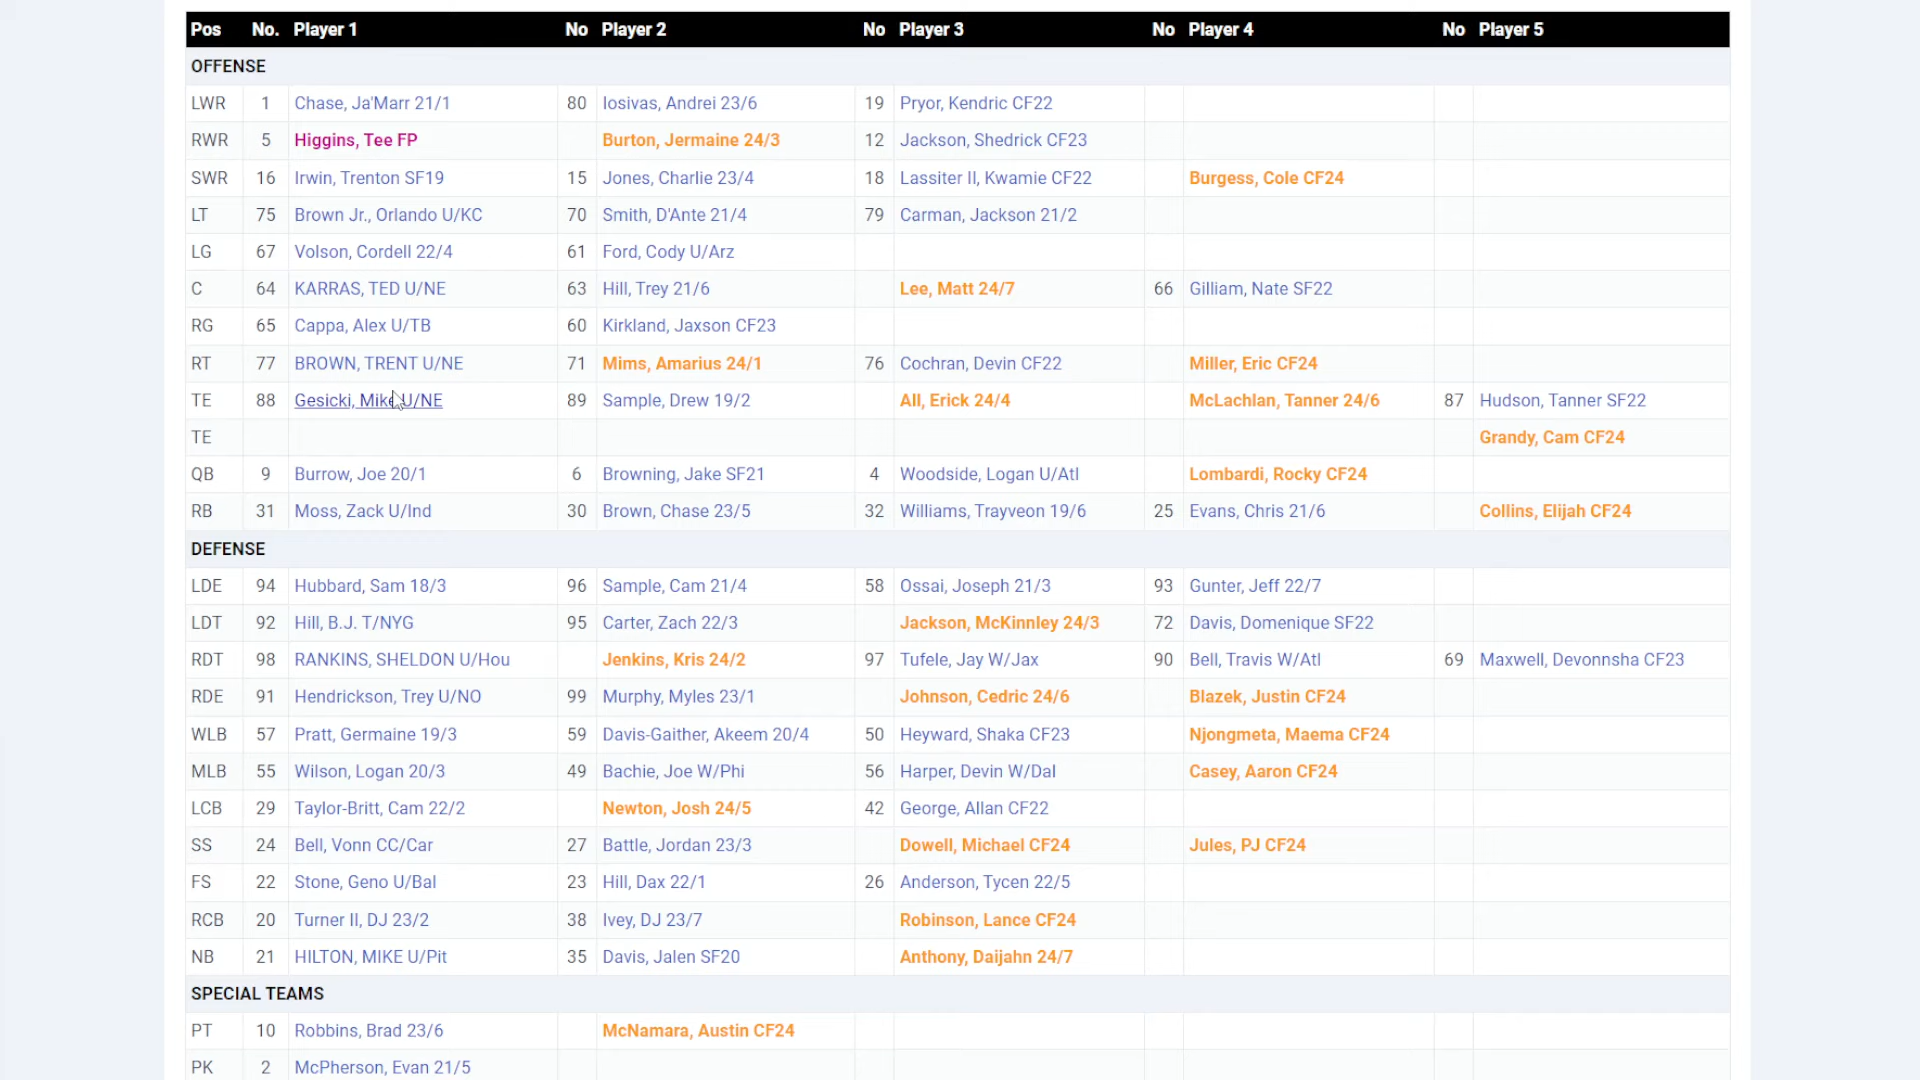 Pos No. Player 1 No Player 2 No Player 3 No Player 4 No Player 5
OFFENSE
LWR 1 Chase, Ja'Marr 21/1 80 Iosivas, Andrei 23/6 19 Pryor, Kendric CF22
RWR 5 Higgins, Tee FP Burton, Jermaine 24/3 12 Jackson, Shedrick CF23
SWR 16 Irwin, Trenton SF19 15 Jones, Charlie 23/4 18 Lassiter II, Kwamie CF22 Burgess, Cole CF24
LT 75 Brown Jr., Orlando U/KC 70 Smith, D'Ante 21/4 79 Carman, Jackson 21/2
LG 67 Volson, Cordell 22/4 61 Ford, Cody U/Arz
C 64 KARRAS, TED U/NE 63 Hill, Trey 21/6 Lee, Matt 24/7 66 Gilliam, Nate SF22
RG 65 Cappa, Alex U/TB 60 Kirkland, Jaxson CF23
RT 77 BROWN, TRENT U/NE 71 Mims, Amarius 24/1 76 Cochran, Devin CF22 Miller, Eric CF24
TE 88 Gesicki, Mike U/NE 89 Sample, Drew 19/2 All, Erick 24/4 McLachlan, Tanner 24/6 87 Hudson, Tanner SF22
TE Grandy, Cam CF24
QB 9 Burrow, Joe 20/1 6 Browning, Jake SF21 4 Woodside, Logan U/Atl Lombardi, Rocky CF24
RB 31 Moss, Zack U/Ind 30 Brown, Chase 23/5 32 Williams, Trayveon 19/6 25 Evans, Chris 21/6 Collins, Elijah CF24
DEFENSE
LDE 94 Hubbard, Sam 18/3 96 Sample, Cam 21/4 58 Ossai, Joseph 21/3 93 Gunter, Jeff 22/7
LDT 92 Hill, B.J. T/NYG 95 Carter, Zach 22/3 Jackson, McKinnley 24/3 72 Davis, Domenique SF22
RDT 98 RANKINS, SHELDON U/Hou Jenkins, Kris 24/2 97 Tufele, Jay W/Jax 90 Bell, Travis W/Atl 69 Maxwell, Devonnsha CF23
RDE 91 Hendrickson, Trey U/NO 99 Murphy, Myles 23/1 Johnson, Cedric 24/6 Blazek, Justin CF24
WLB 57 Pratt, Germaine 19/3 59 Davis-Gaither, Akeem 20/4 50 Heyward, Shaka CF23 Njongmeta, Maema CF24
MLB 55 Wilson, Logan 20/3 49 Bachie, Joe W/Phi 56 Harper, Devin W/Dal Casey, Aaron CF24
LCB 29 Taylor-Britt, Cam 22/2 Newton, Josh 24/5 42 George, Allan CF22
SS 24 Bell, Vonn CC/Car 27 Battle, Jordan 23/3 Dowell, Michael CF24 Jules, PJ CF24
FS 22 Stone, Geno U/Bal 23 Hill, Dax 22/1 26 Anderson, Tycen 22/5
RCB 20 Turner II, DJ 23/2 38 Ivey, DJ 23/7 Robinson, Lance CF24
NB 21 HILTON, MIKE U/Pit 35 Davis, Jalen SF20 Anthony, Daijahn 24/7
SPECIAL TEAMS
PT 10 Robbins, Brad 23/6 McNamara, Austin CF24
PK 2 McPherson, Evan 21/5